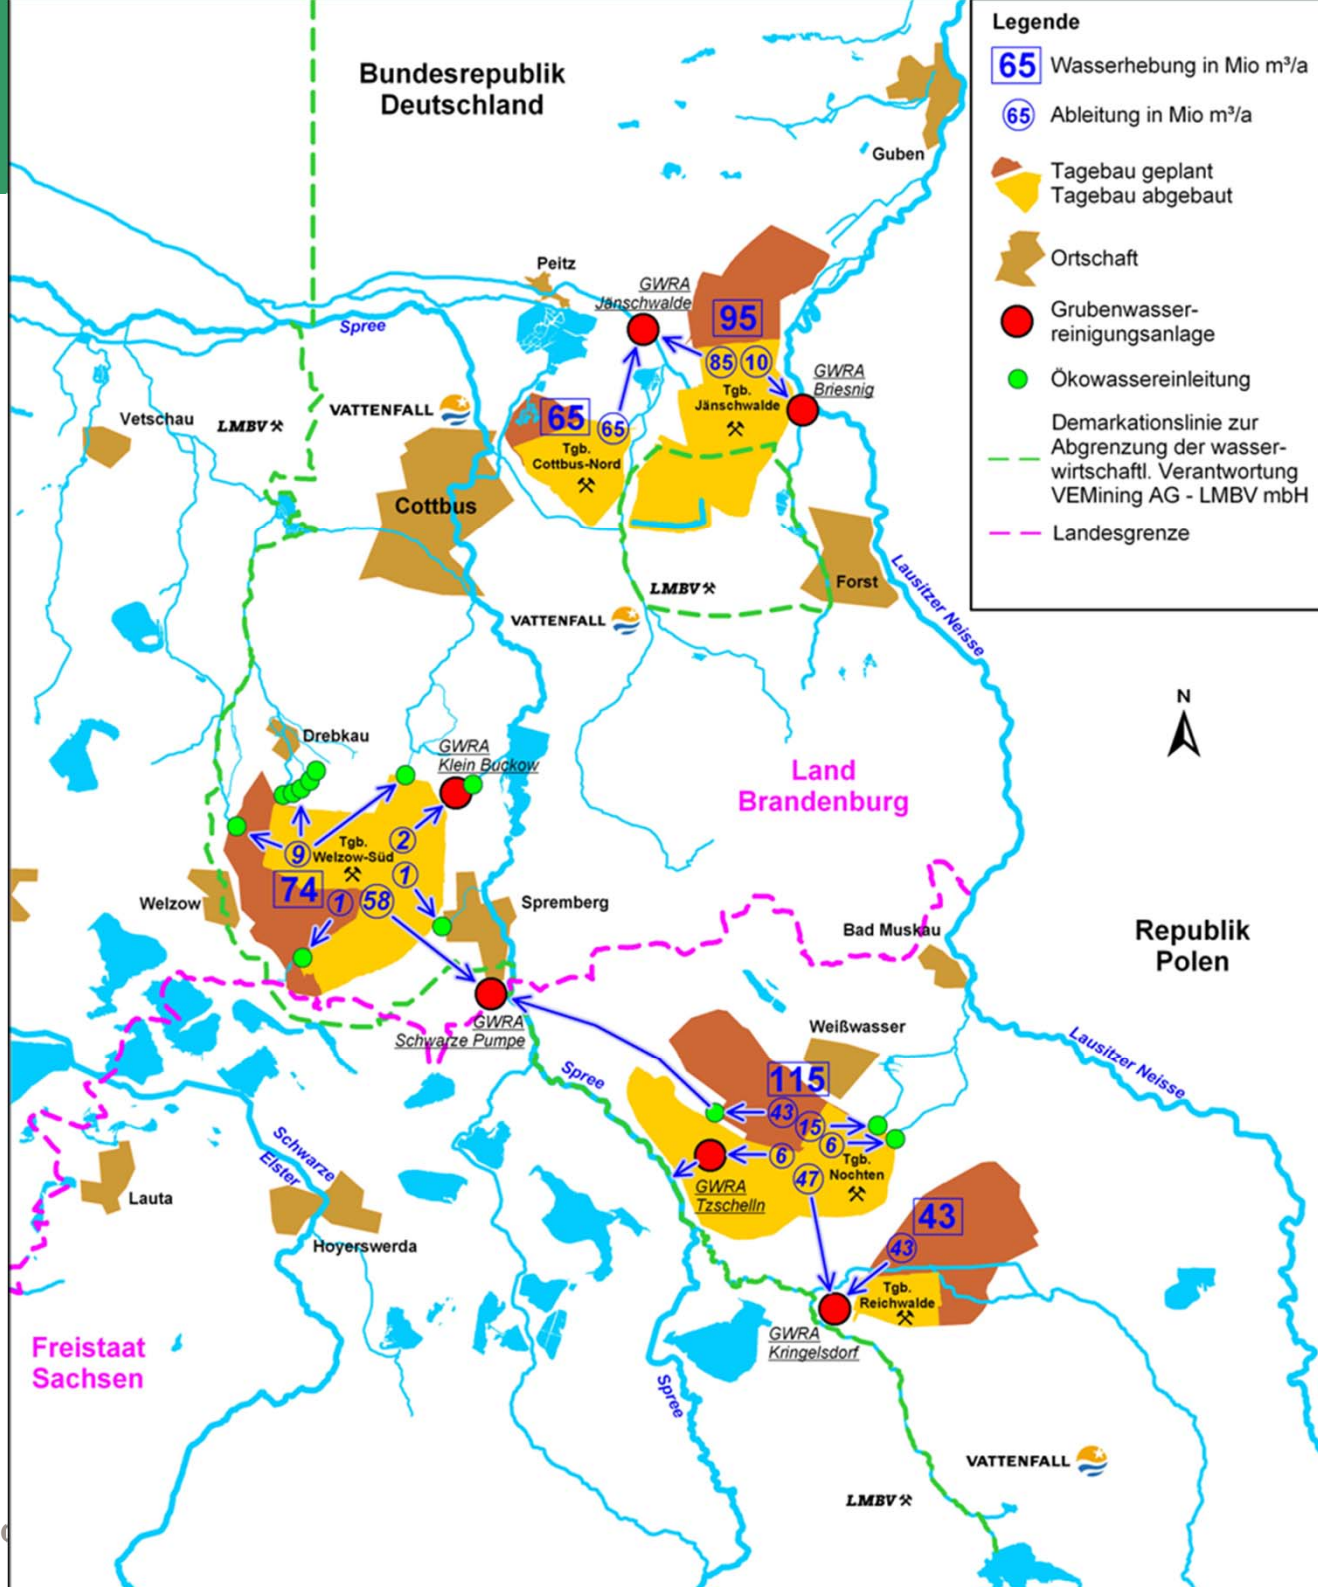 Bundesrepublik
Deutschland
Legende
65 Wasserhebung in Mio m³/a
65 Ableitung in Mio m³/a
Tagebau geplant
Tagebau abgebaut
Ortschaft
Grubenwasser-
reinigungsanlage
Ökowassereinleitung
Demarkationslinie zur
Abgrenzung der wasser-
wirtschaftl. Verantwortung
VEMining AG - LMBV mbH
Landesgrenze
Guben
Peitz
GWRA
Jänschwalde
95
Spree
85 10
GWRA
Briesnig
Tgb.
Jänschwalde
Vetschau
LMBV
VATTENFALL
65
65
Tgb.
Cottbus-Nord
Cottbus
Forst
LMBV
VATTENFALL
Lausitzer Neisse
N
Drebkau
GWRA
Klein Buckow
Land
Brandenburg
2
9
Tgb.
Welzow-Süd
1
74
1
58
Welzow
Spremberg
Bad Muskau
Republik
Polen
GWRA
Schwarze Pumpe
Weißwasser
Lausitzer Neisse
Spree
115
43
15
6
6
Tgb.
Nochten
47
GWRA
Tzschelln
Schwarze
Elster
Lauta
Hoyerswerda
43
43
Tgb.
Reichwalde
GWRA
Kringelsdorf
Freistaat
Sachsen
Spree
VATTENFALL
LMBV